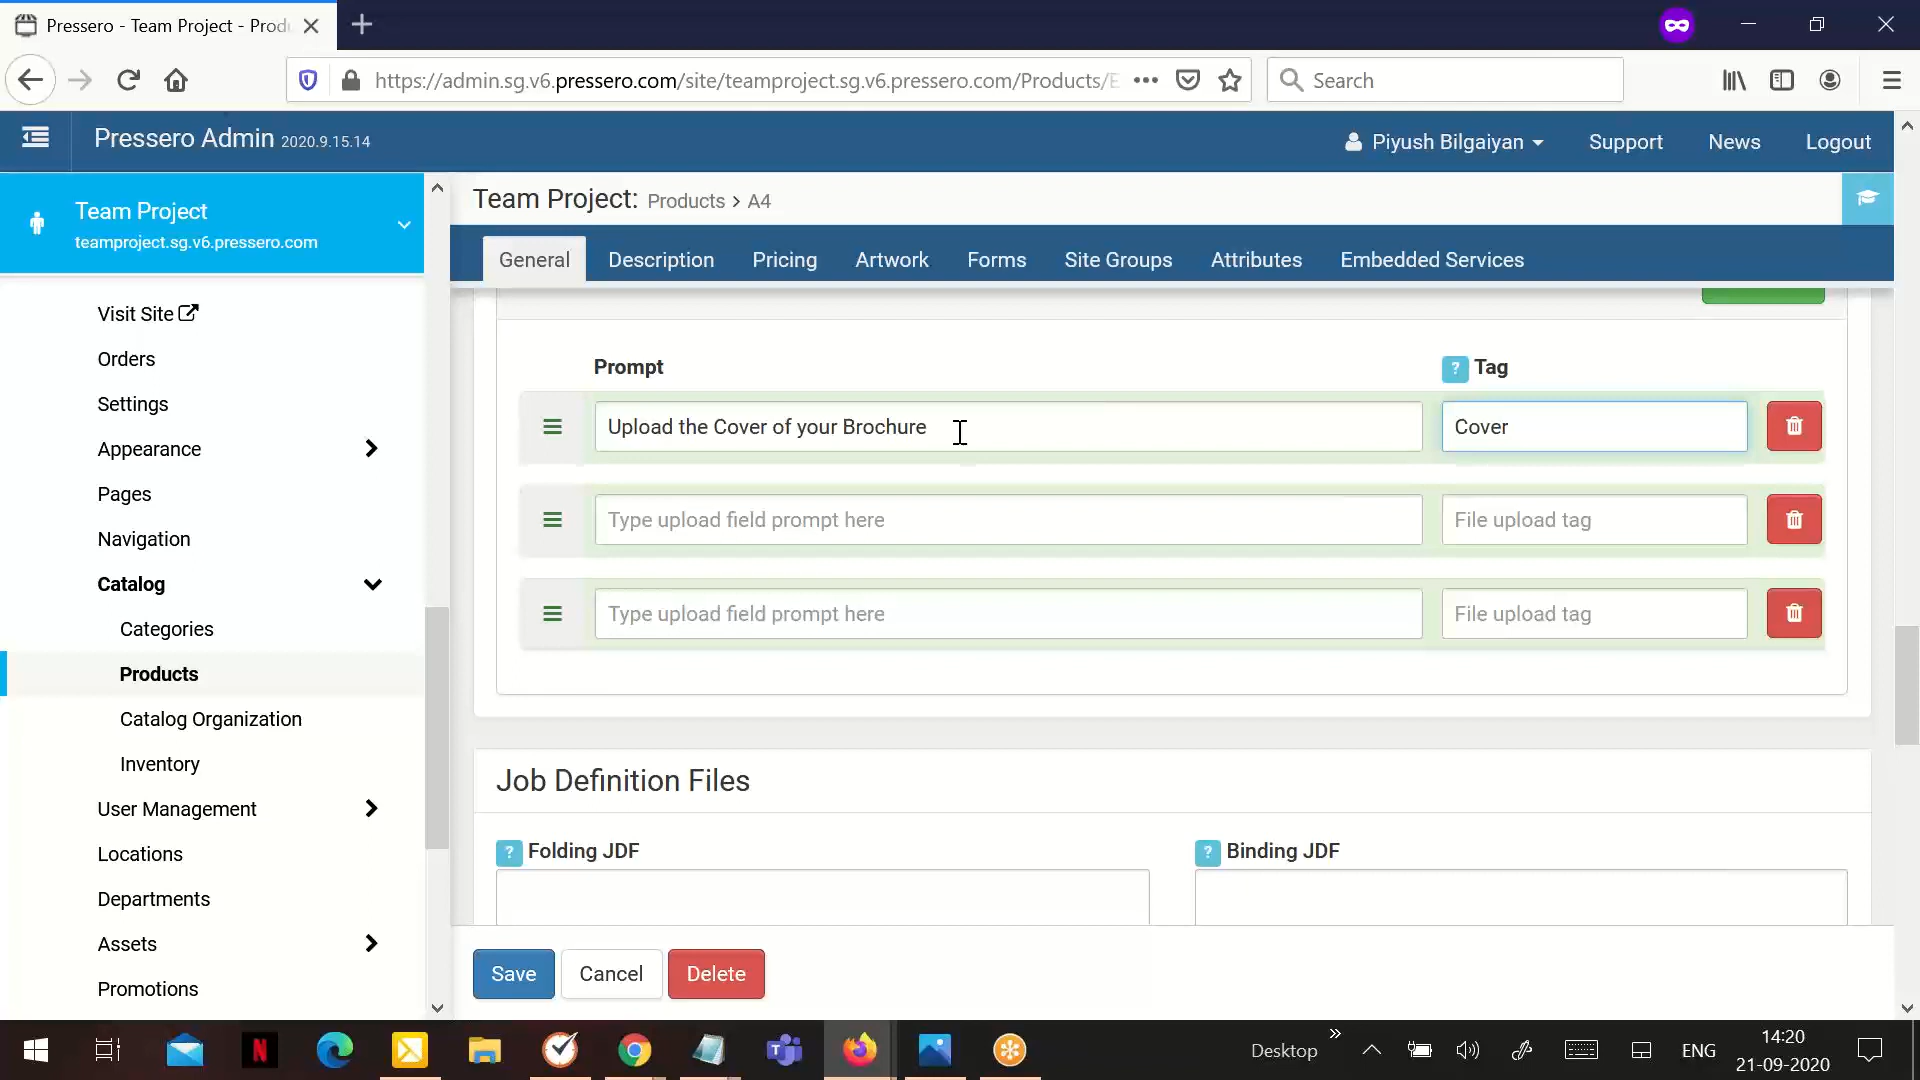 Pressero - Team Project - Prod
https://admin.sg.v6.pressero.com/site/teamproject.sg.v6.pressero.com/Products/E
Search
Pressero Admin 2020.9.15.14
Piyush Bilgaiyan
Support
News
Logout
Team Project
teamproject.sg.v6.pressero.com
Team Project: Products > A4
General
Description
Pricing
Artwork
Forms
Site Groups
Attributes
Embedded Services
Visit Site
Orders
Settings
Appearance
Pages
Navigation
Catalog
Categories
Products
Catalog Organization
Inventory
User Management
Locations
Departments
Assets
Promotions
Prompt
? Tag
Upload the Cover of your Brochure
Cover
Type upload field prompt here
File upload tag
Type upload field prompt here
File upload tag
Job Definition Files
? Folding JDF
? Binding JDF
Save
Cancel
Delete
Desktop
ENG
14:20
21-09-2020